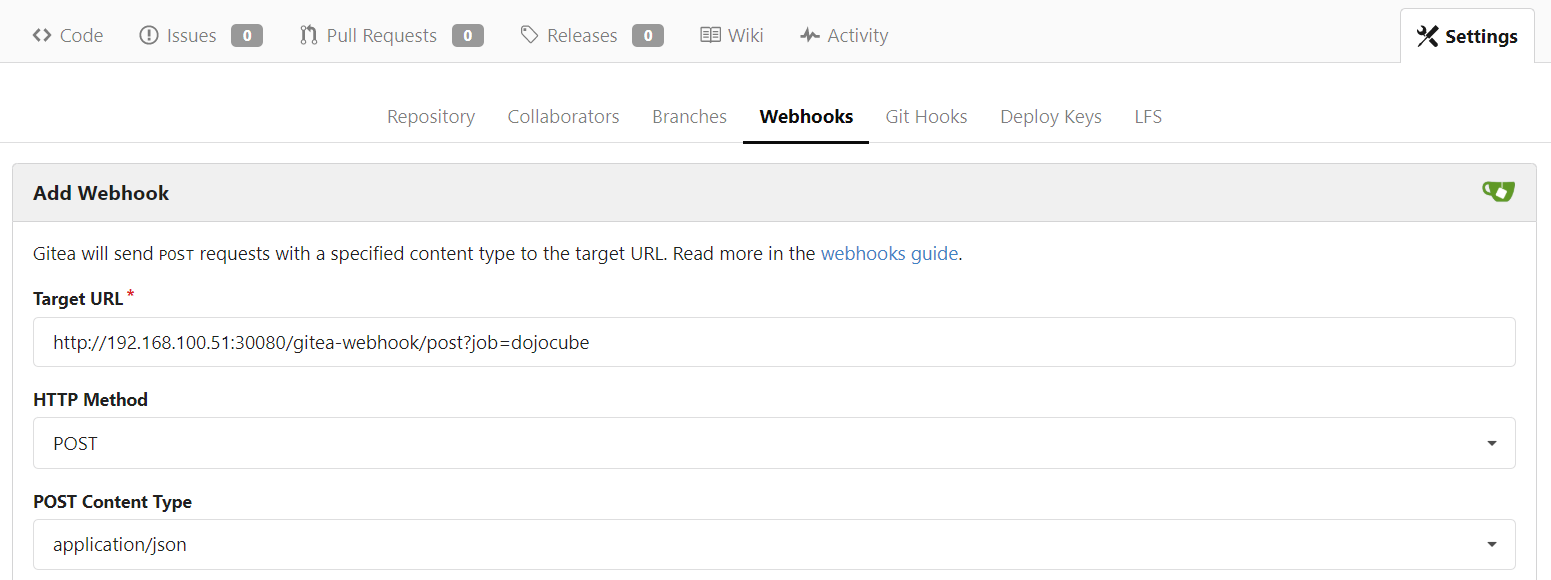 Code Issues 0 Pull Requests 0 Releases 0 Wiki Activity Settings
Repository Collaborators Branches Webhooks Git Hooks Deploy Keys LFS
Add Webhook
Gitea will send POST requests with a specified content type to the target URL. Read more in the webhooks guide.
Target URL *
http://192.168.100.51:30080/gitea-webhook/post?job=dojocube
HTTP Method
POST
POST Content Type
application/json